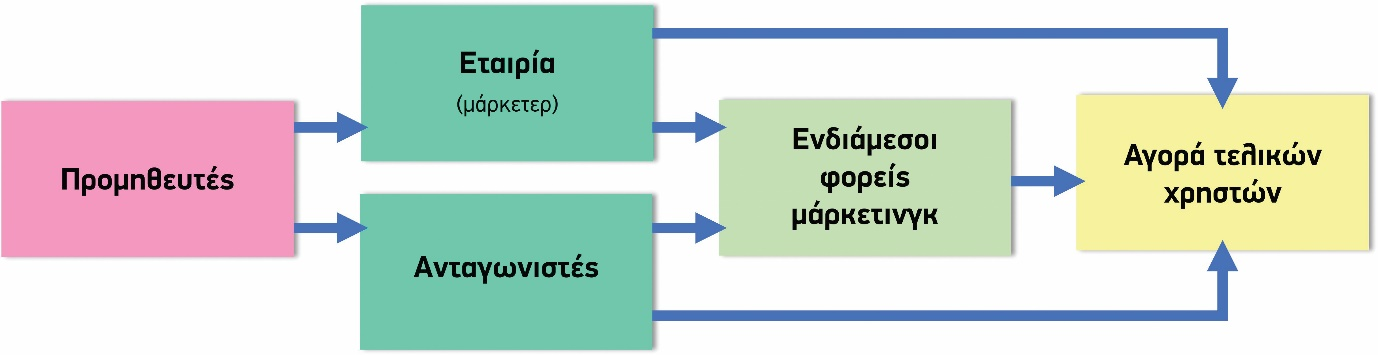 Προμηθευτές
Εταιρία
(μάρκετερ)
Ανταγωνιστές
Ενδιάμεσοι
φορείς
μάρκετινγκ
Αγορά τελικών
χρηστών